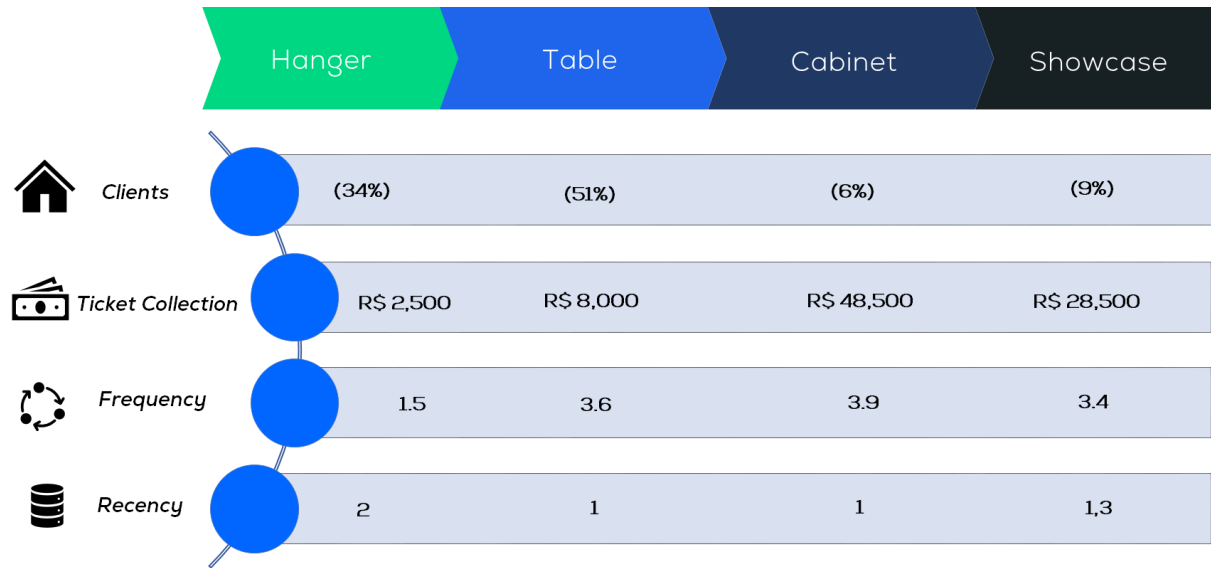 Hanger Table Cabinet Showcase
Clients (34%) (51%) (6%) (9%)
Ticket Collection R$ 2,500 R$ 8,000 R$ 48,500 R$ 28,500
Frequency 1.5 3.6 3.9 3.4
Recency 2 1 1 1,3